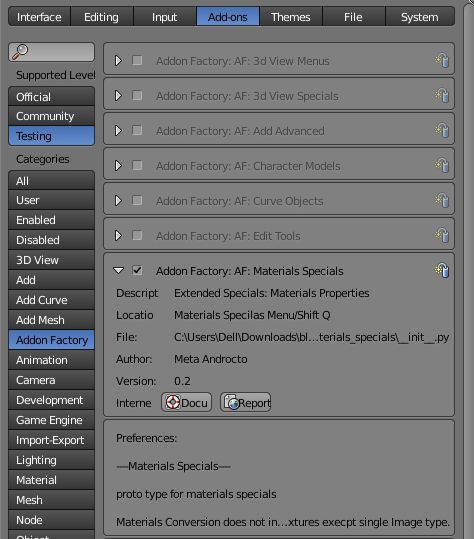 Interface Editing Input Add-ons Themes File System
Supported Level
Official
Community
Testing
Categories
All
User
Enabled
Disabled
3D View
Add
Add Curve
Add Mesh
Addon Factory
Animation
Camera
Development
Game Engine
Import-Export
Lighting
Material
Mesh
Node
Object
Addon Factory: AF: 3d View Menus
Addon Factory: AF: 3d View Specials
Addon Factory: AF: Add Advanced
Addon Factory: AF: Character Models
Addon Factory: AF: Curve Objects
Addon Factory: AF: Edit Tools
Addon Factory: AF: Materials Specials
Descript Extended Specials: Materials Properties
Locatio Materials Specilas Menu/Shift Q
File: C:\Users\Dell\Downloads\bl...terials_specials\__init__.py
Author: Meta Androcto
Version: 0.2
Interne Docu Report
Preferences:
----Materials Specials----
proto type for materials specials
Materials Conversion does not in...xtures execpt single Image type.